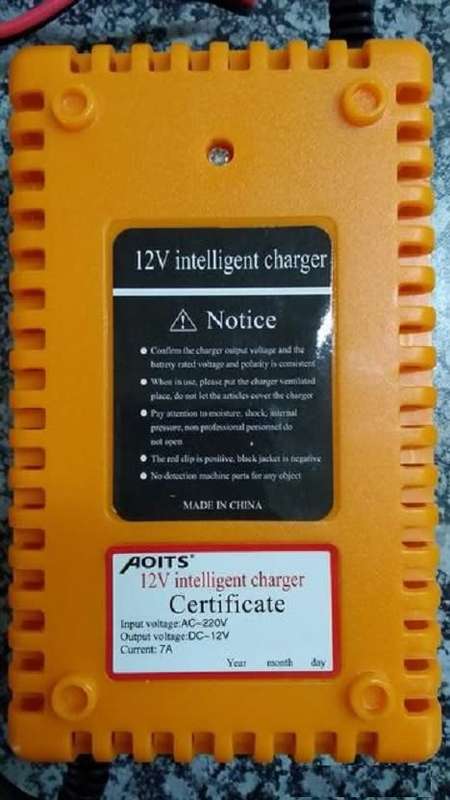 12V intelligent charger
Notice
● Confirm the charger output voltage and the
battery rated voltage and polarity is consistent
● When in use, please put the charger ventilated
place, do not let the articles cover the charger
● Pay attention to moisture, shock, internal
pressure, non professional personnel do
not open
● The red clip is positive, black jacket is negative
● No detection machine parts for any object
MADE IN CHINA
AOITS®
12V intelligent charger
Certificate
Input voltage:AC~220V
Output voltage:DC~12V
Current: 7A
Year month day